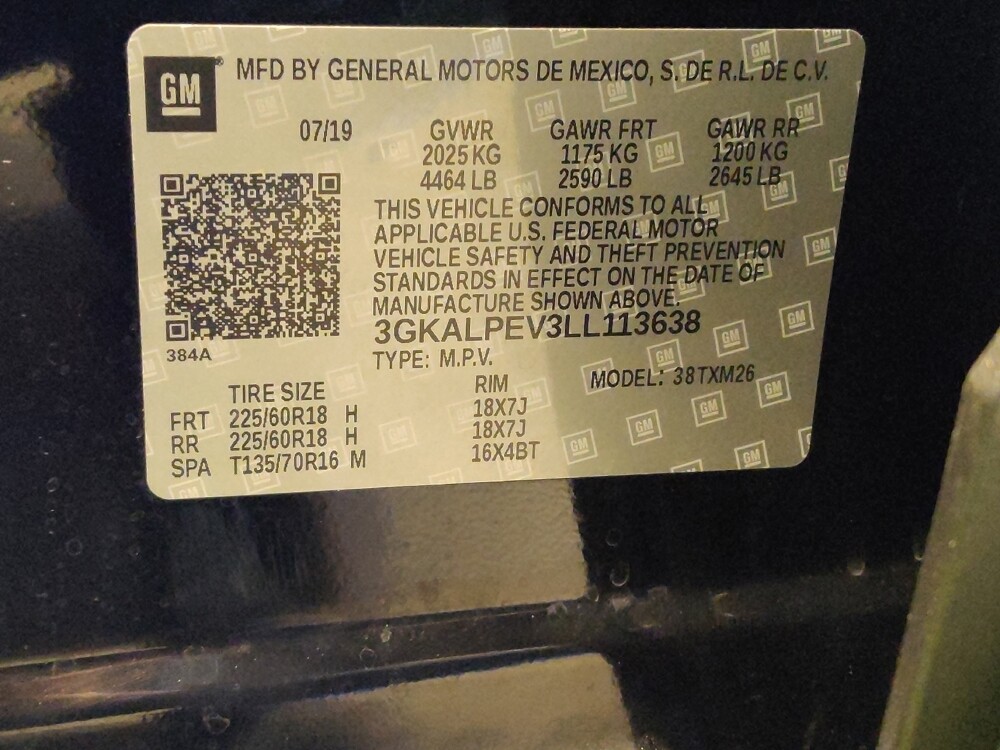 GM MFD BY GENERAL MOTORS DE MEXICO, S. DE R.L. DE C.V.
07/19 GVWR GAWR FRT GAWR RR
2025 KG 1175 KG 1200 KG
4464 LB 2590 LB 2645 LB
THIS VEHICLE CONFORMS TO ALL
APPLICABLE U.S. FEDERAL MOTOR
VEHICLE SAFETY AND THEFT PREVENTION
STANDARDS IN EFFECT ON THE DATE OF
MANUFACTURE SHOWN ABOVE.
3GKALPEV3LL113638
384A
TYPE: M.P.V.
TIRE SIZE RIM MODEL: 38TXM26
FRT 225/60R18 H 18X7J
RR 225/60R18 H 18X7J
SPA T135/70R16 M 16X4BT